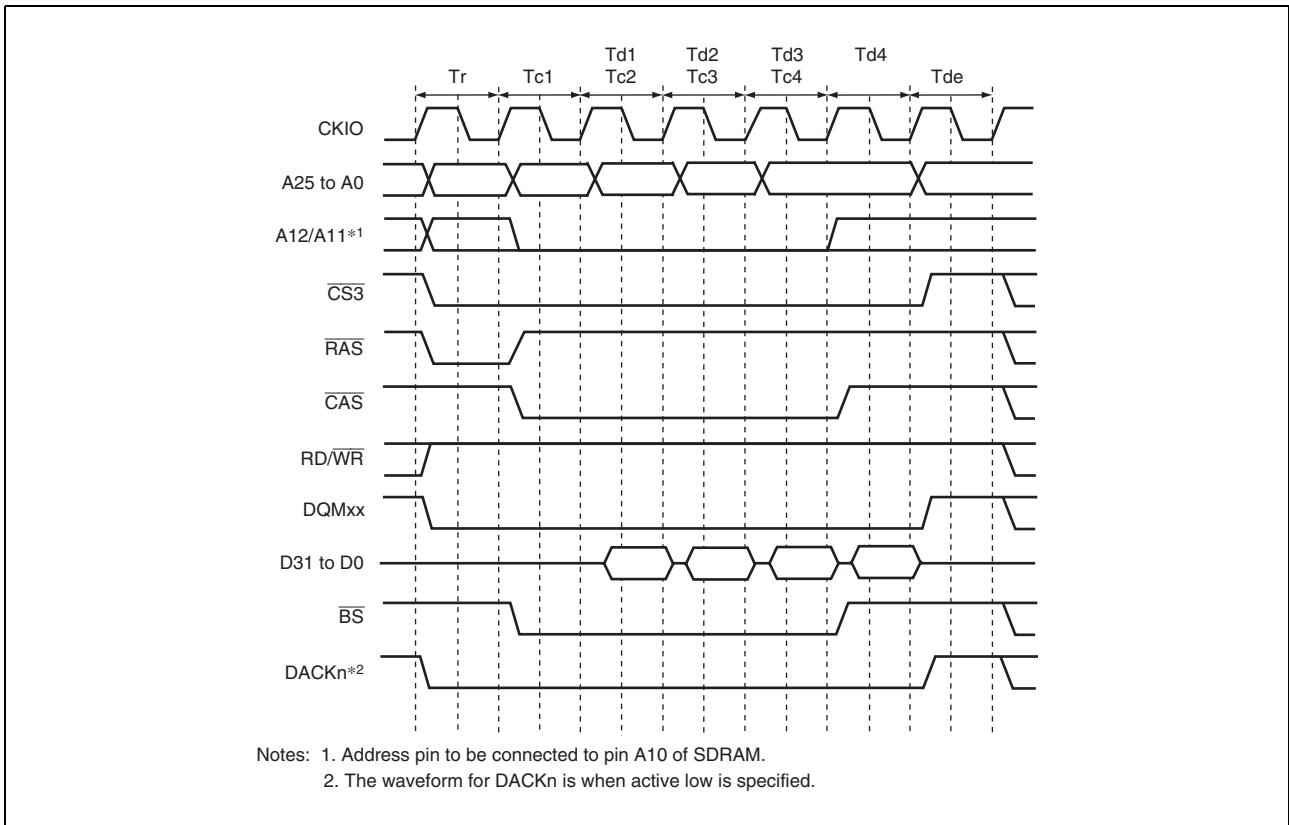 Td1 Td2 Td3 Td4
Tr Tc1 Tc2 Tc3 Tc4 Tde
CKIO
A25 to A0
A12/A11*1
CS3
RAS
CAS
RD/WR
DQMxx
D31 to D0
BS
DACKn*2
Notes: 1. Address pin to be connected to pin A10 of SDRAM.
2. The waveform for DACKn is when active low is specified.